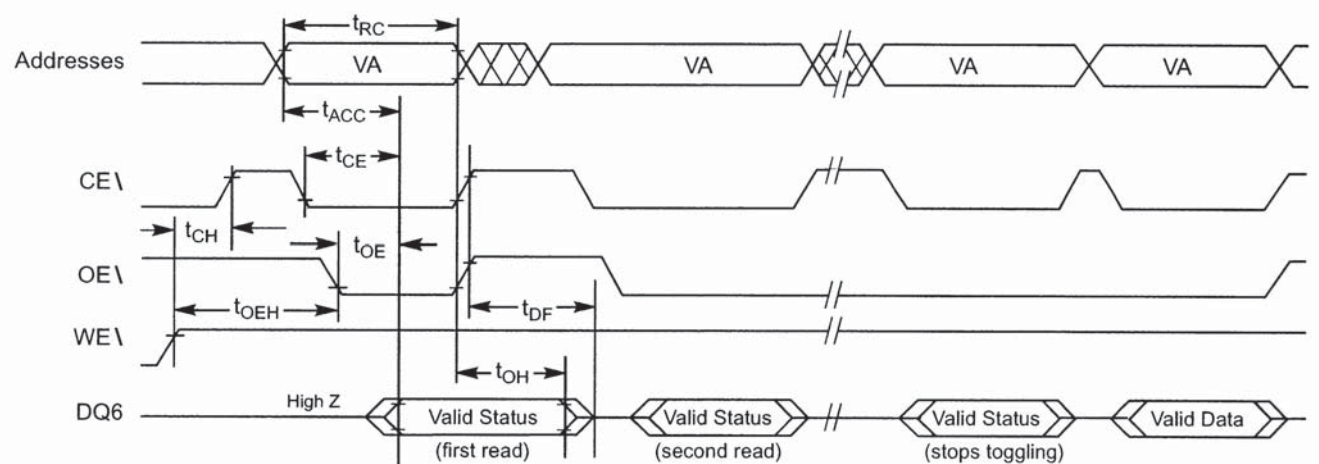 tRC
Addresses VA VA VA VA
tACC
tCE
CE\
tCH tOE
OE\
tOEH tDF
WE\
tOH
DQ6 High Z Valid Status Valid Status Valid Status Valid Data
(first read) (second read) (stops toggling)